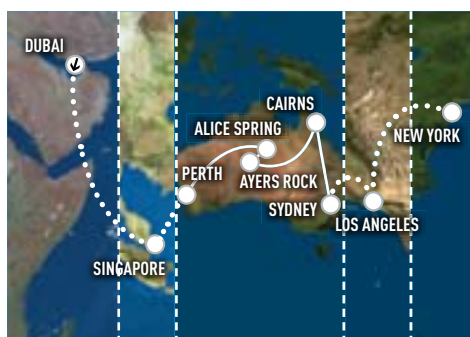 DUBAI
CAIRNS
ALICE SPRING
NEW YORK
PERTH
AYERS ROCK
SYDNEY
LOS ANGELES
SINGAPORE